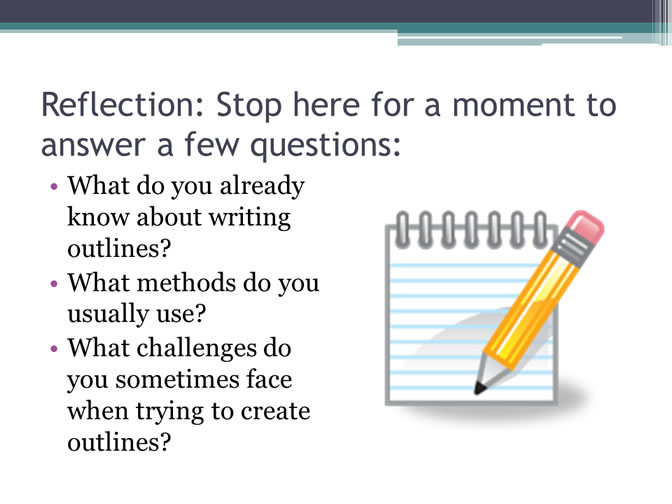 Reflection: Stop here for a moment to
answer a few questions:
• What do you already
know about writing
outlines?
• What methods do you
usually use?
• What challenges do
you sometimes face
when trying to create
outlines?